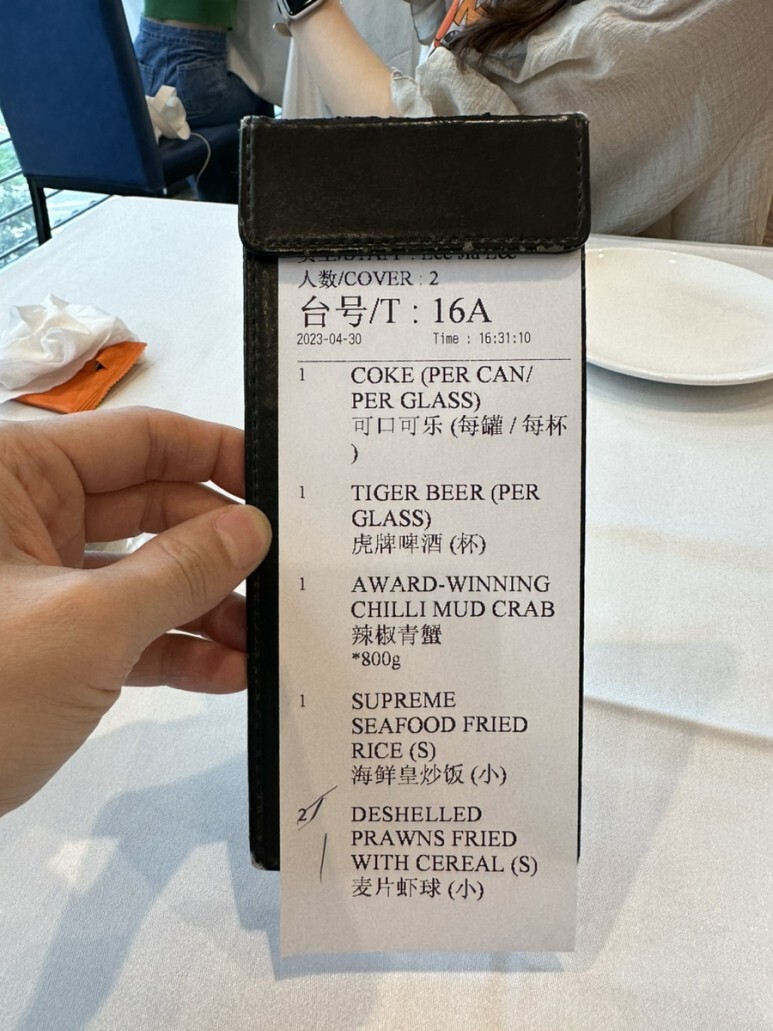 人数/COVER : 2
台号/T : 16A
2023-04-30 Time : 16:31:10
1 COKE (PER CAN/
PER GLASS)
可口可乐 (每罐 / 每杯
)
1 TIGER BEER (PER
GLASS)
虎牌啤酒 (杯)
1 AWARD-WINNING
CHILLI MUD CRAB
辣椒青蟹
*800g
1 SUPREME
SEAFOOD FRIED
RICE (S)
海鲜皇炒饭 (小)
2 DESHELLED
PRAWNS FRIED
1 WITH CEREAL (S)
麦片虾球 (小)